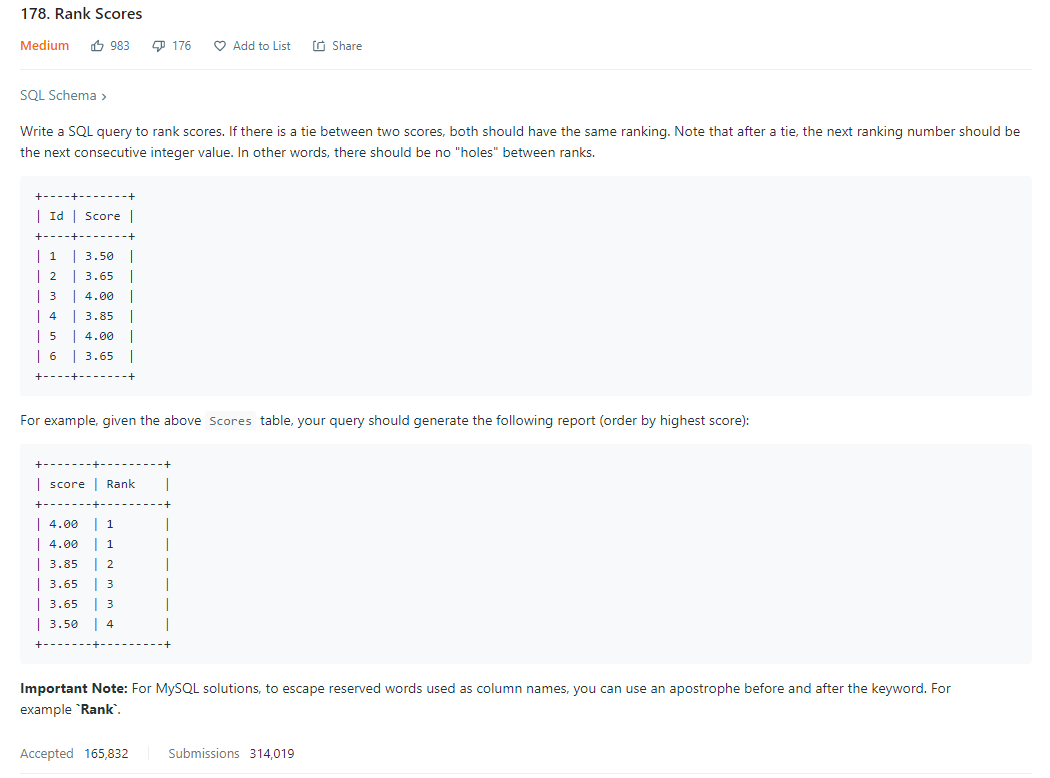 178. Rank Scores
Medium 983 176 Add to List Share
SQL Schema >
Write a SQL query to rank scores. If there is a tie between two scores, both should have the same ranking. Note that after a tie, the next ranking number should be
the next consecutive integer value. In other words, there should be no "holes" between ranks.
+----+-------+
| Id | Score |
+----+-------+
| 1  | 3.50  |
| 2  | 3.65  |
| 3  | 4.00  |
| 4  | 3.85  |
| 5  | 4.00  |
| 6  | 3.65  |
+----+-------+
For example, given the above Scores table, your query should generate the following report (order by highest score):
+-------+---------+
| score | Rank    |
+-------+---------+
| 4.00  | 1       |
| 4.00  | 1       |
| 3.85  | 2       |
| 3.65  | 3       |
| 3.65  | 3       |
| 3.50  | 4       |
+-------+---------+
Important Note: For MySQL solutions, to escape reserved words used as column names, you can use an apostrophe before and after the keyword. For
example `Rank`.
Accepted 165,832 Submissions 314,019